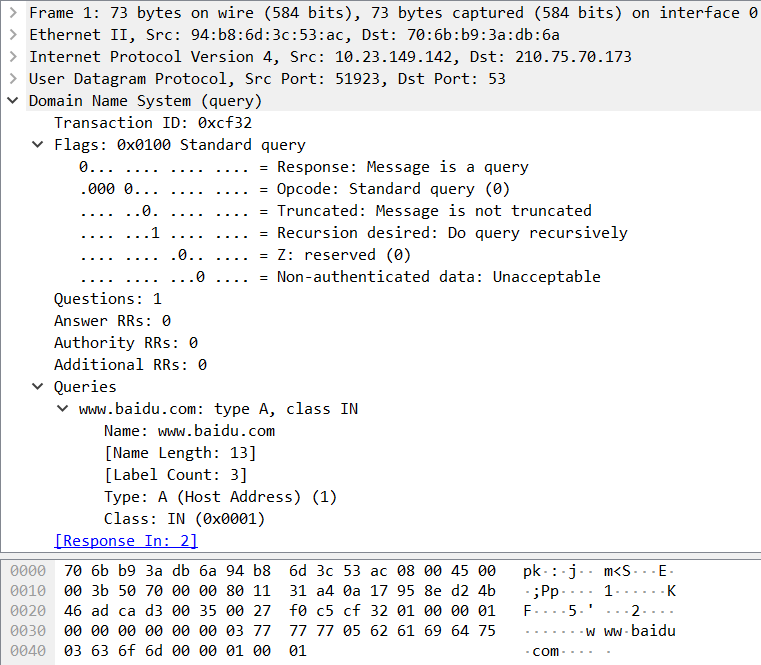 Frame 1: 73 bytes on wire (584 bits), 73 bytes captured (584 bits) on interface 0
Ethernet II, Src: 94:b8:6d:3c:53:ac, Dst: 70:6b:b9:3a:db:6a
Internet Protocol Version 4, Src: 10.23.149.142, Dst: 210.75.70.173
User Datagram Protocol, Src Port: 51923, Dst Port: 53
Domain Name System (query)
Transaction ID: 0xcf32
Flags: 0x0100 Standard query
0... .... .... .... = Response: Message is a query
.000 0... .... .... = Opcode: Standard query (0)
.... ..0. .... .... = Truncated: Message is not truncated
.... ...1 .... .... = Recursion desired: Do query recursively
.... .... .0.. .... = Z: reserved (0)
.... .... ...0 .... = Non-authenticated data: Unacceptable
Questions: 1
Answer RRs: 0
Authority RRs: 0
Additional RRs: 0
Queries
www.baidu.com: type A, class IN
Name: www.baidu.com
[Name Length: 13]
[Label Count: 3]
Type: A (Host Address) (1)
Class: IN (0x0001)
[Response In: 2]
0000 70 6b b9 3a db 6a 94 b8 6d 3c 53 ac 08 00 45 00 pk·:·j·· m<S···E·
0010 00 3b 50 70 00 00 80 11 31 a4 0a 17 95 8e d2 4b ·;Pp···· 1······K
0020 46 ad ca d3 00 35 00 27 f0 c5 cf 32 01 00 00 01 F····5·' ···2····
0030 00 00 00 00 00 00 03 77 77 77 05 62 61 69 64 75 ·······w ww·baidu
0040 03 63 6f 6d 00 00 01 00 01 ·com···· ·